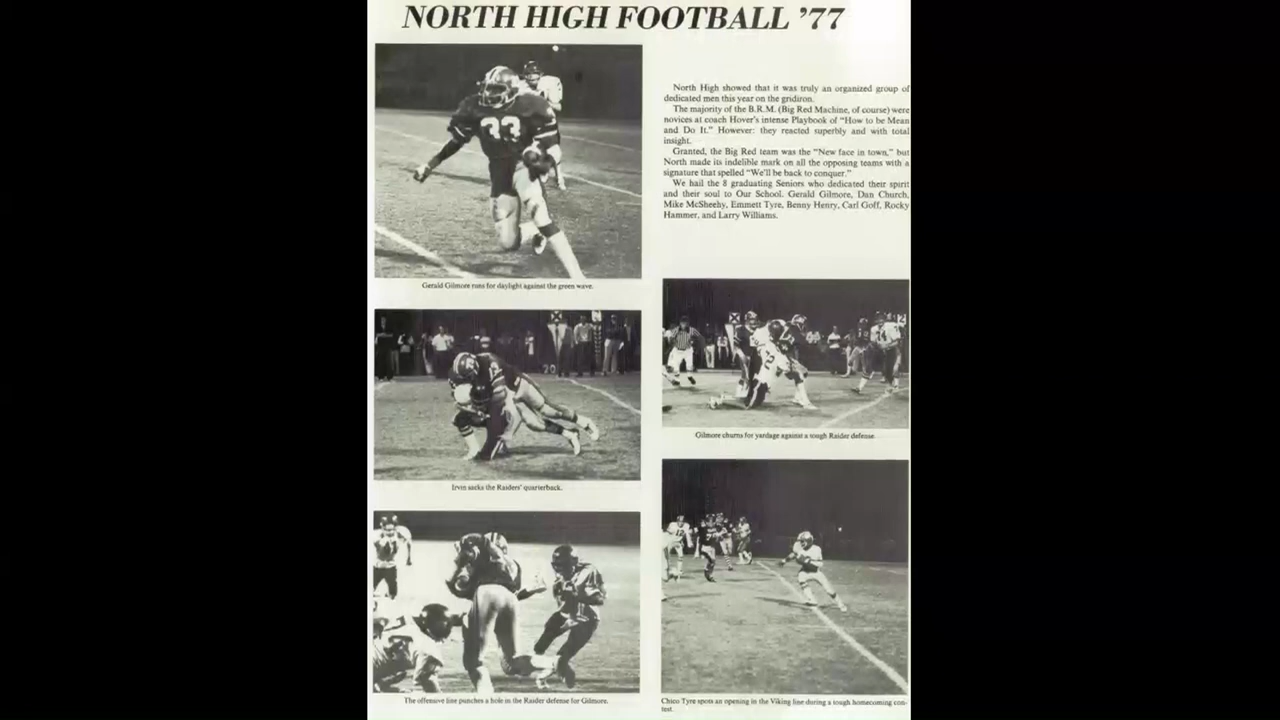 NORTH HIGH FOOTBALL '77
33
Gerald Gilmore runs for daylight against the green wave.
20
Irvin sacks the Raiders' quarterback.
The offensive line punches a hole in the Raider defense for Gilmore.
North High showed that it was truly an organized group of
dedicated men this year on the gridiron.
The majority of the B.R.M. (Big Red Machine, of course) were
novices at coach Hover's intense Playbook of "How to be Mean
and Do It." However: they reacted superbly and with total
insight.
Granted, the Big Red team was the "New face in town," but
North made its indelible mark on all the opposing teams with a
signature that spelled "We'll be back to conquer."
We hail the 8 graduating Seniors who dedicated their spirit
and their soul to Our School. Gerald Gilmore, Dan Church,
Mike McSheehy, Emmett Tyre, Benny Henry, Carl Goff, Rocky
Hammer, and Larry Williams.
Gilmore churns for yardage against a tough Raider defense.
Chico Tyre spots an opening in the Viking line during a tough homecoming con-
test.